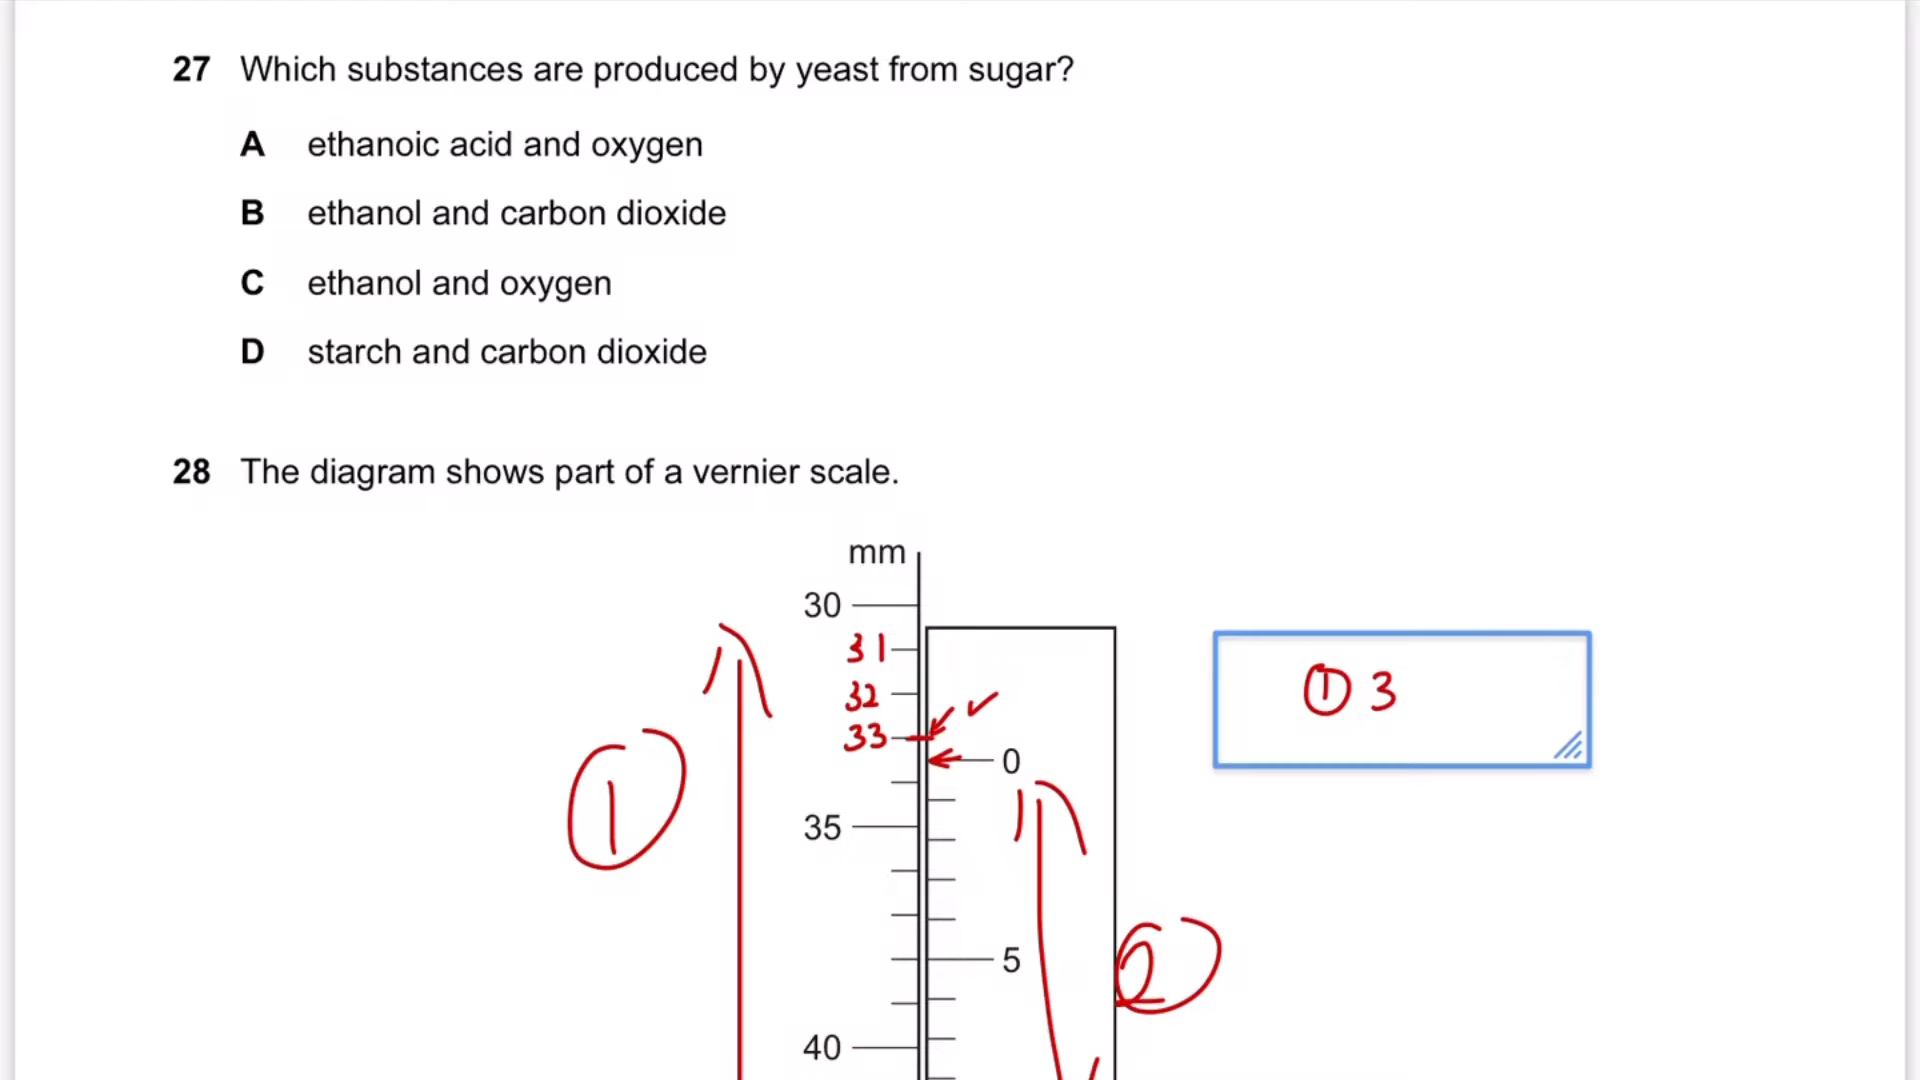 27 Which substances are produced by yeast from sugar?
A ethanoic acid and oxygen
B ethanol and carbon dioxide
C ethanol and oxygen
D starch and carbon dioxide
28 The diagram shows part of a vernier scale.
mm
30
31
32
33
0
① 3
①
35
5
②
40